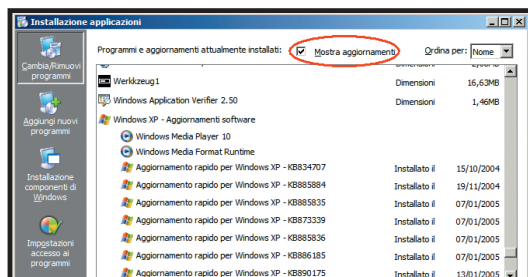 Installazione applicazioni
Programmi e aggiornamenti attualmente installati:
Mostra aggiornamenti
Ordina per:
Nome
Cambia/Rimuovi programmi
Aggiungi nuovi programmi
Installazione componenti di Windows
Impostazioni accesso ai programmi
Werkkzeug1 Dimensioni 16,63MB
Windows Application Verifier 2.50 Dimensioni 1,46MB
Windows XP - Aggiornamenti software
Windows Media Player 10
Windows Media Format Runtime
Aggiornamento rapido per Windows XP - KB834707 Installato il 15/10/2004
Aggiornamento rapido per Windows XP - KB885884 Installato il 19/11/2004
Aggiornamento rapido per Windows XP - KB885835 Installato il 07/01/2005
Aggiornamento rapido per Windows XP - KB873339 Installato il 07/01/2005
Aggiornamento rapido per Windows XP - KB885836 Installato il 07/01/2005
Aggiornamento rapido per Windows XP - KB886185 Installato il 07/01/2005
Aggiornamento rapido per Windows XP - KB890175 Installato il 13/01/2005